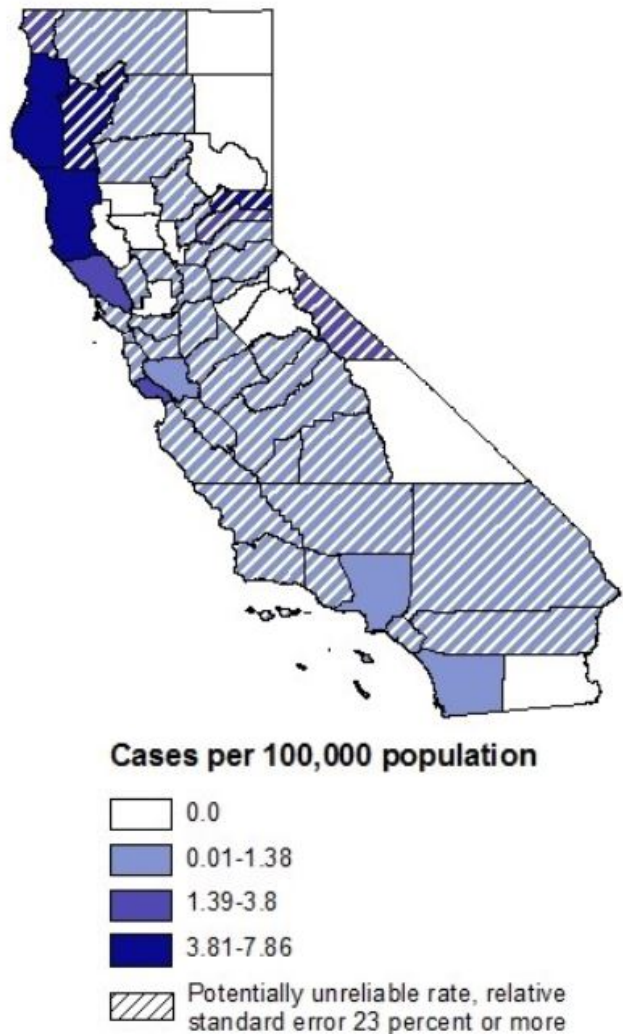 Cases per 100,000 population
0.0
0.01-1.38
1.39-3.8
3.81-7.86
Potentially unreliable rate, relative
standard error 23 percent or more